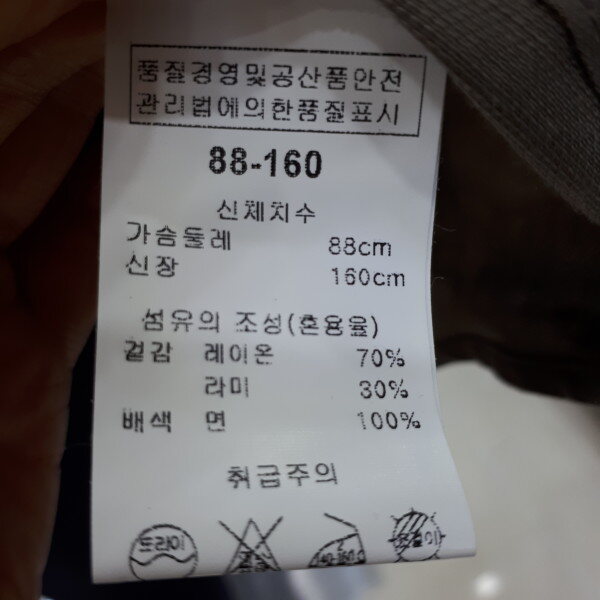 품질경영및공산품안전
관리법에의한품질표시
88-160
신체치수
가슴둘레 88cm
신장 160cm
섬유의 조성(혼용율)
겉감 레이온 70%
라미 30%
배색 면 100%
취급주의
드라이